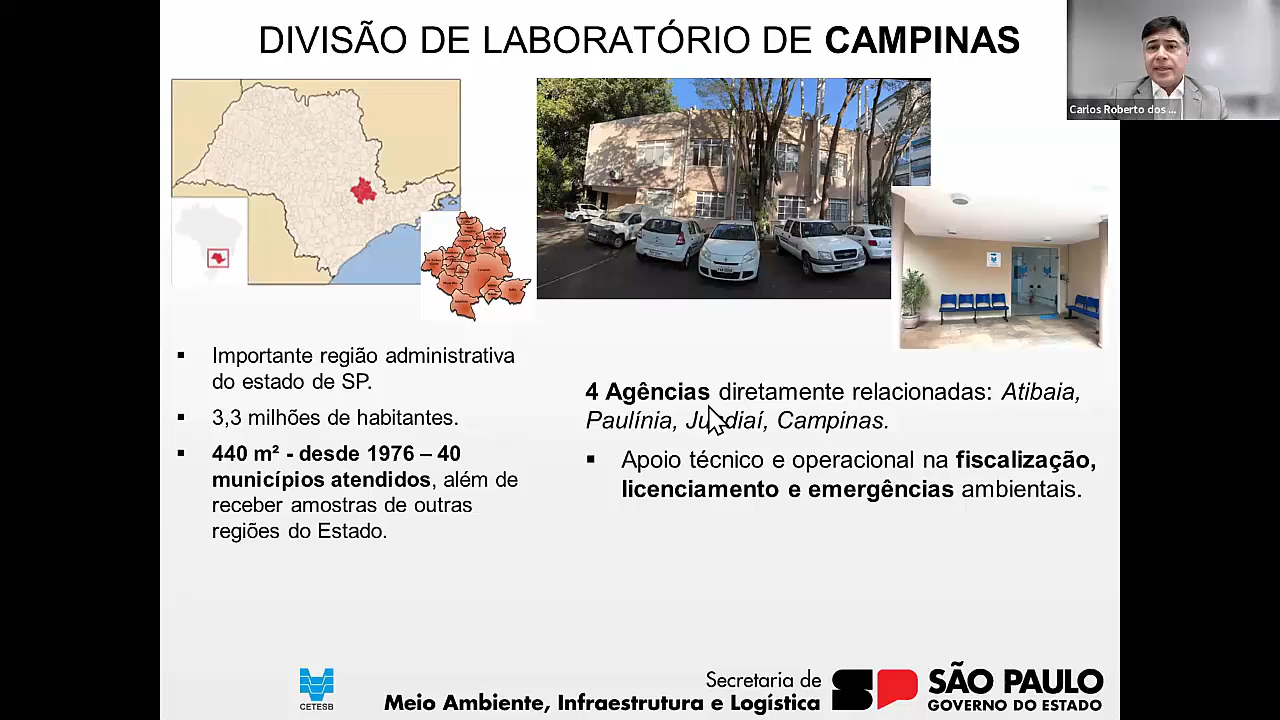 DIVISÃO DE LABORATÓRIO DE CAMPINAS
Carlos Roberto dos ...
▪ Importante região administrativa
do estado de SP.
▪ 3,3 milhões de habitantes.
▪ 440 m² - desde 1976 – 40
municípios atendidos, além de
receber amostras de outras
regiões do Estado.
4 Agências diretamente relacionadas: Atibaia,
Paulínia, Jundiaí, Campinas.
▪ Apoio técnico e operacional na fiscalização,
licenciamento e emergências ambientais.
CETESB
Secretaria de
Meio Ambiente, Infraestrutura e Logística
SP
SÃO PAULO
GOVERNO DO ESTADO